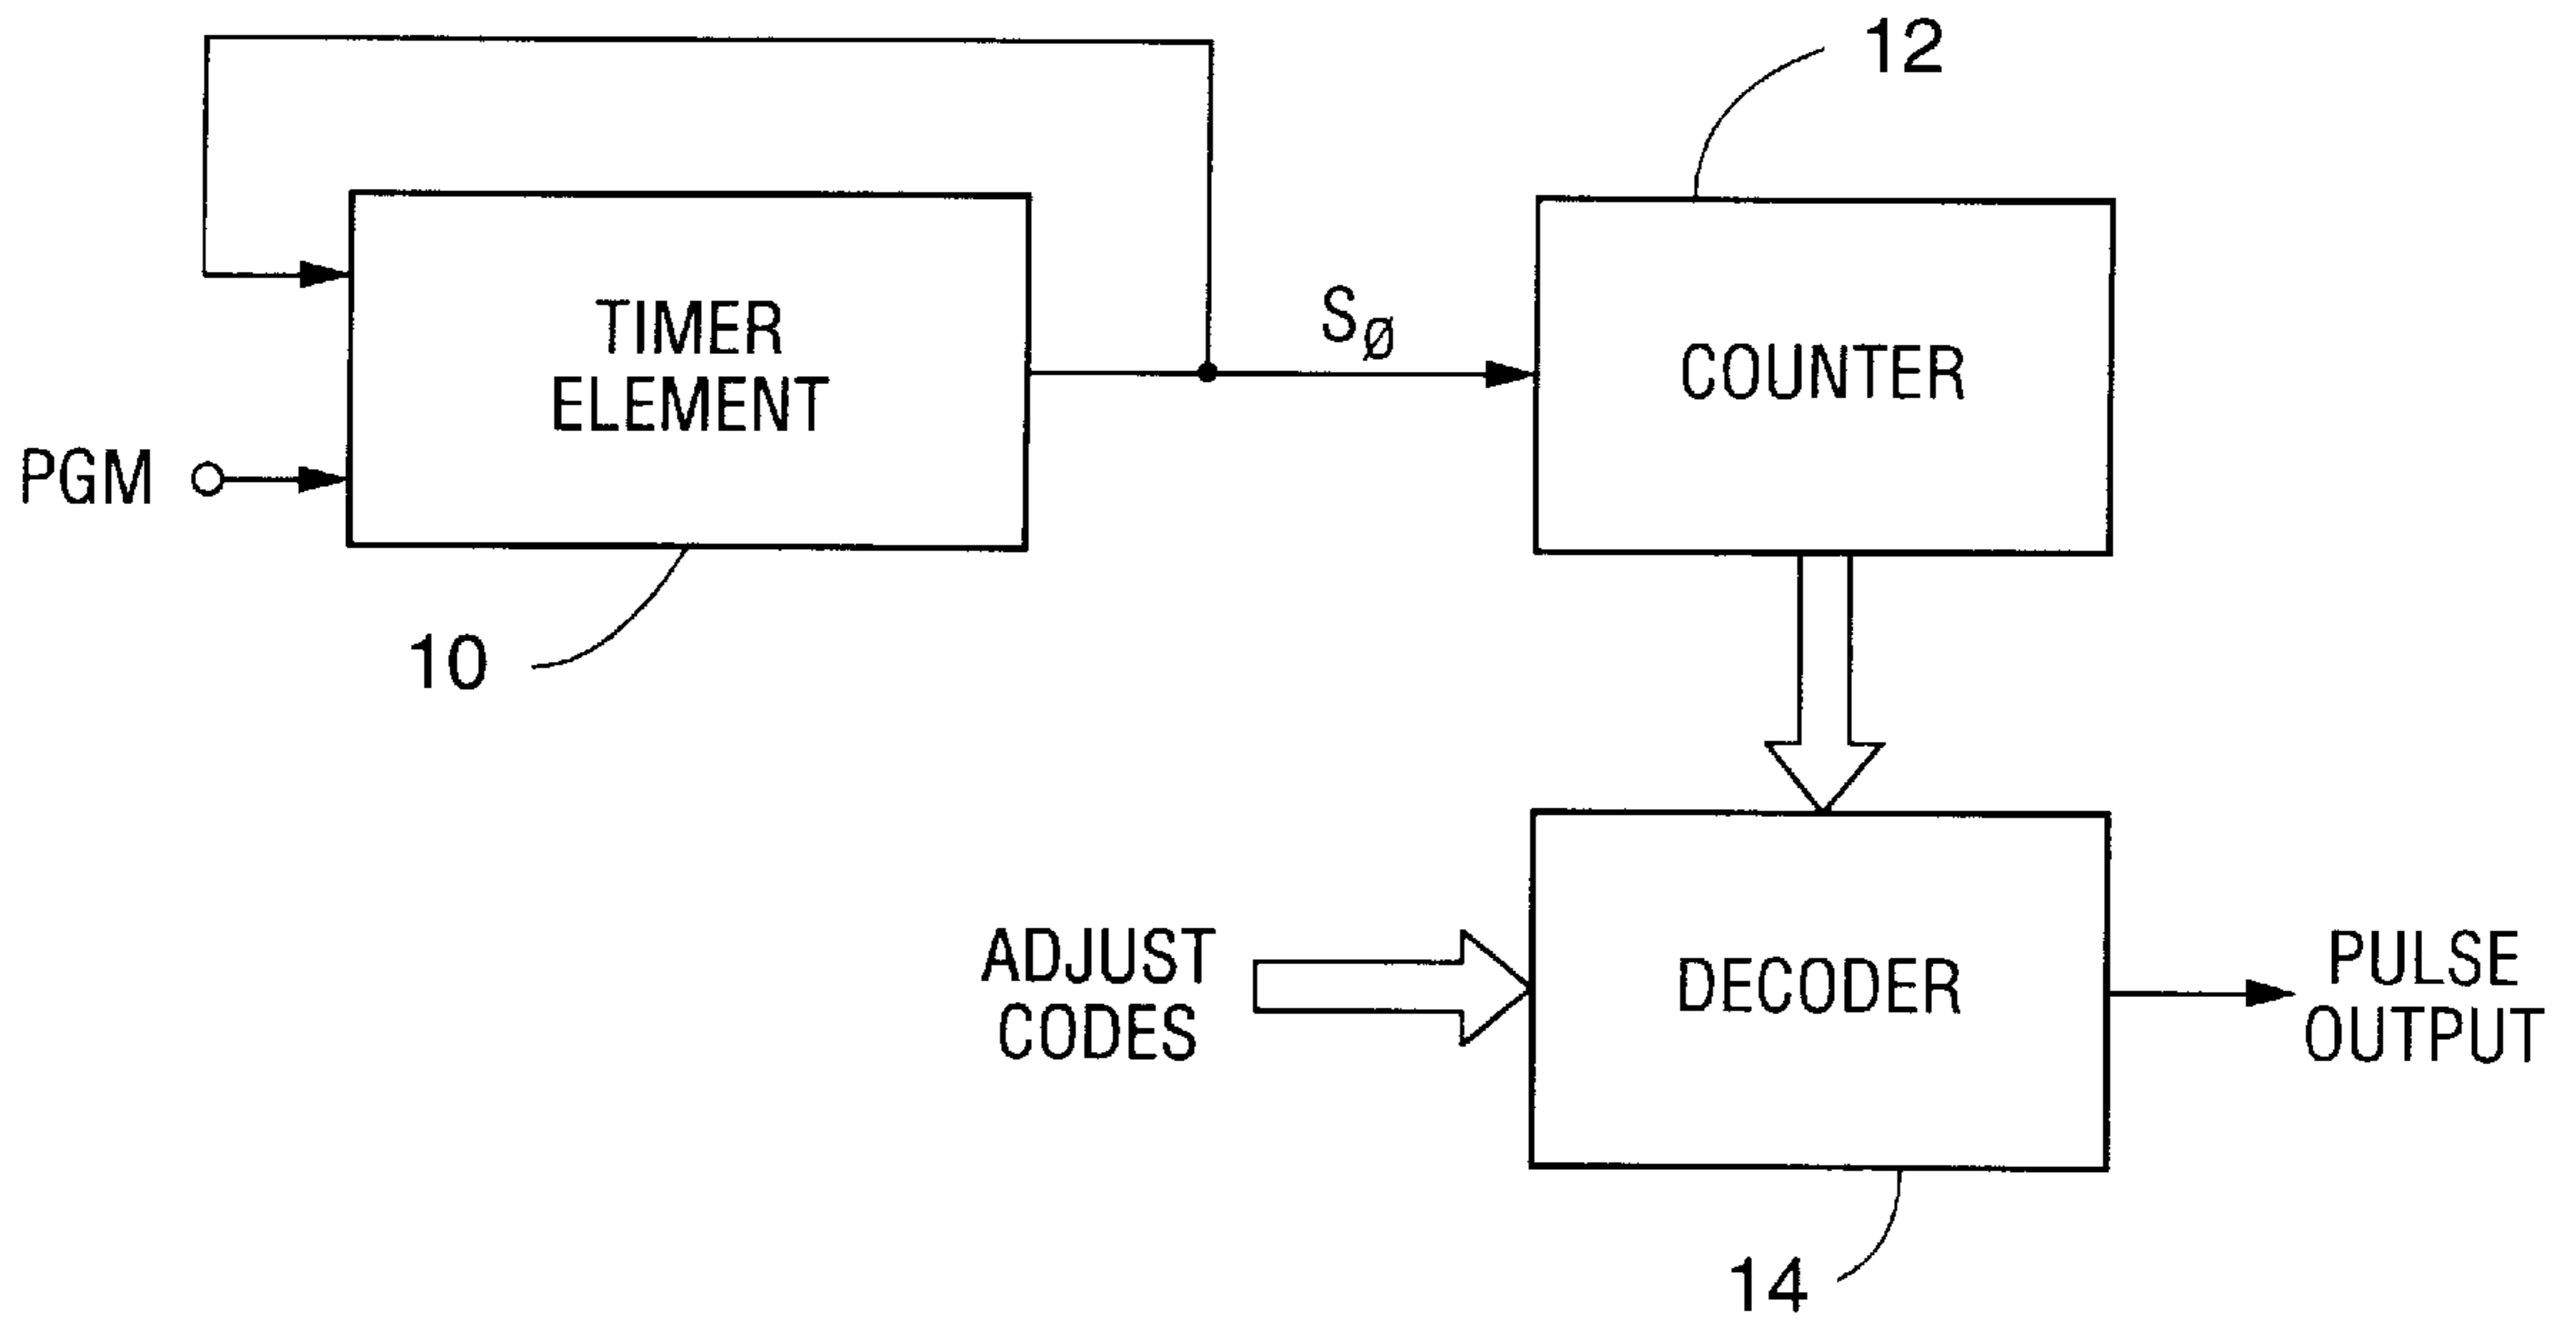 12
TIMER
ELEMENT
SØ
COUNTER
PGM
10
ADJUST
CODES
DECODER
PULSE
OUTPUT
14